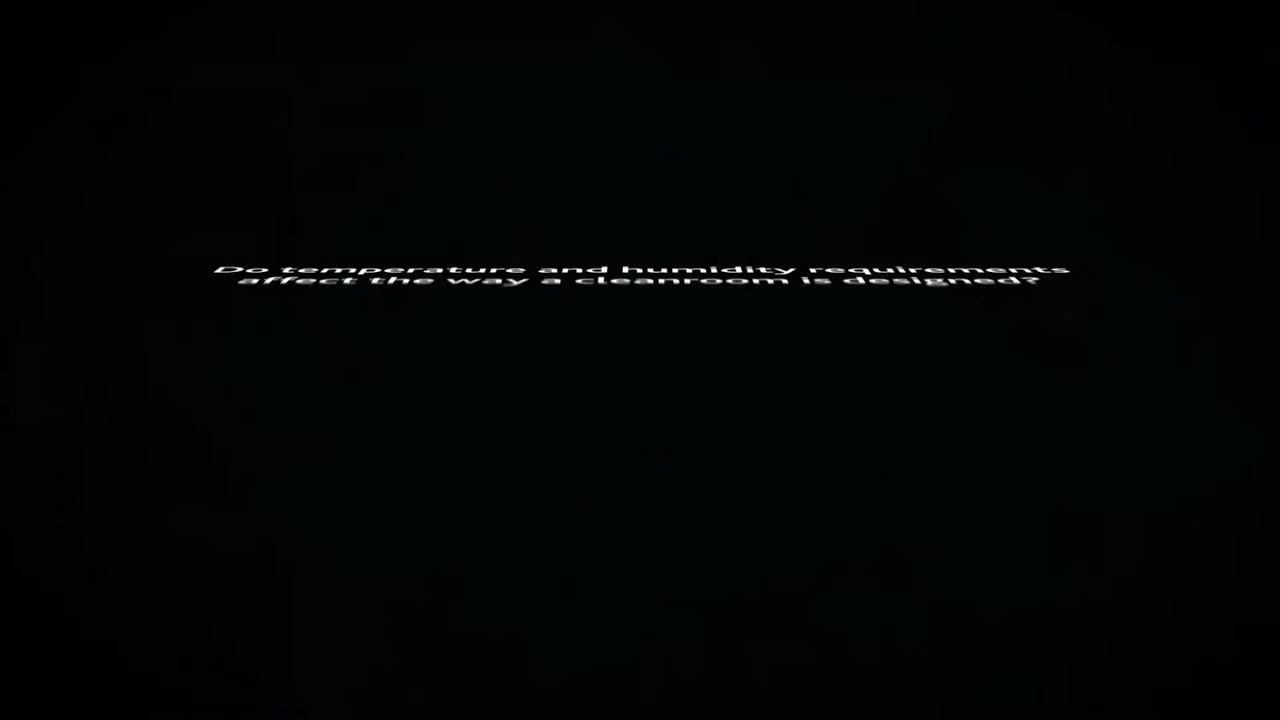 Do temperature and humidity requirements
affect the way a cleanroom is designed?